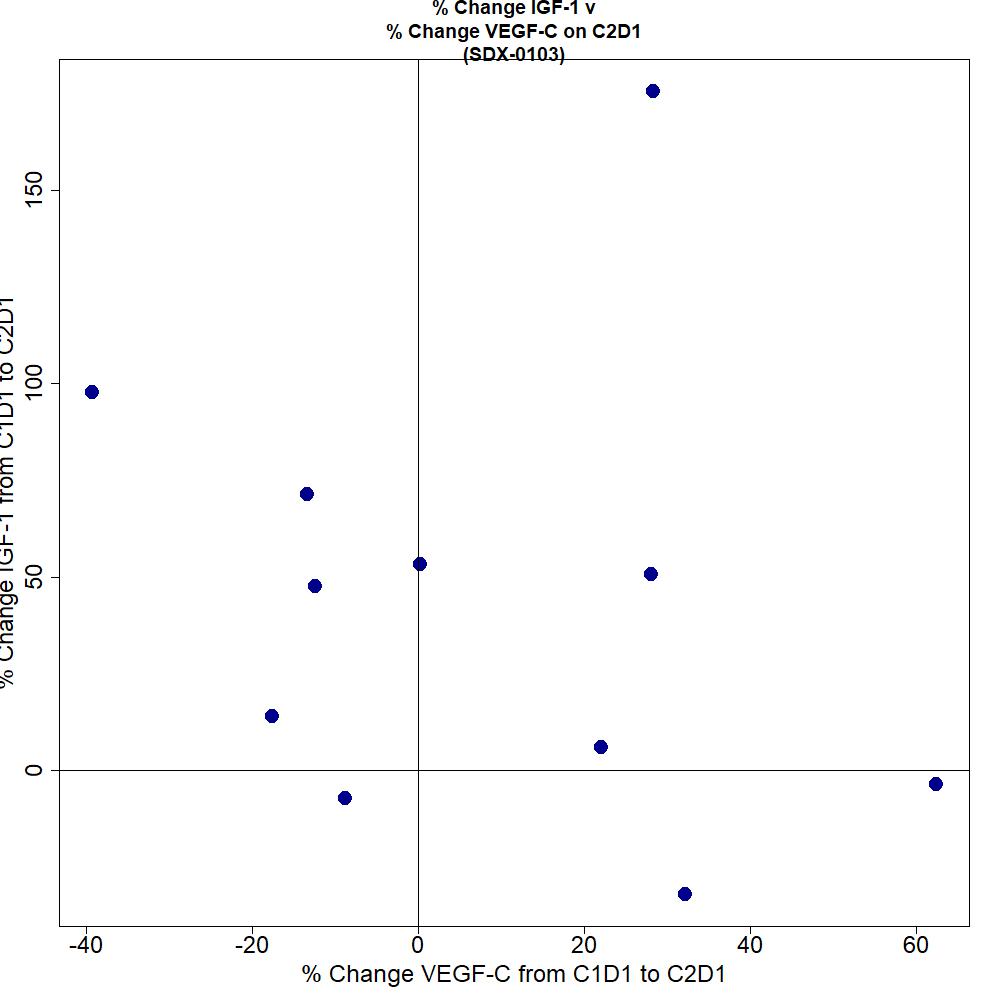 % Change IGF-1 v
% Change VEGF-C on C2D1
(SDX-0103)
% Change IGF-1 from C1D1 to C2D1
150
100
50
0
-40 -20 0 20 40 60
% Change VEGF-C from C1D1 to C2D1